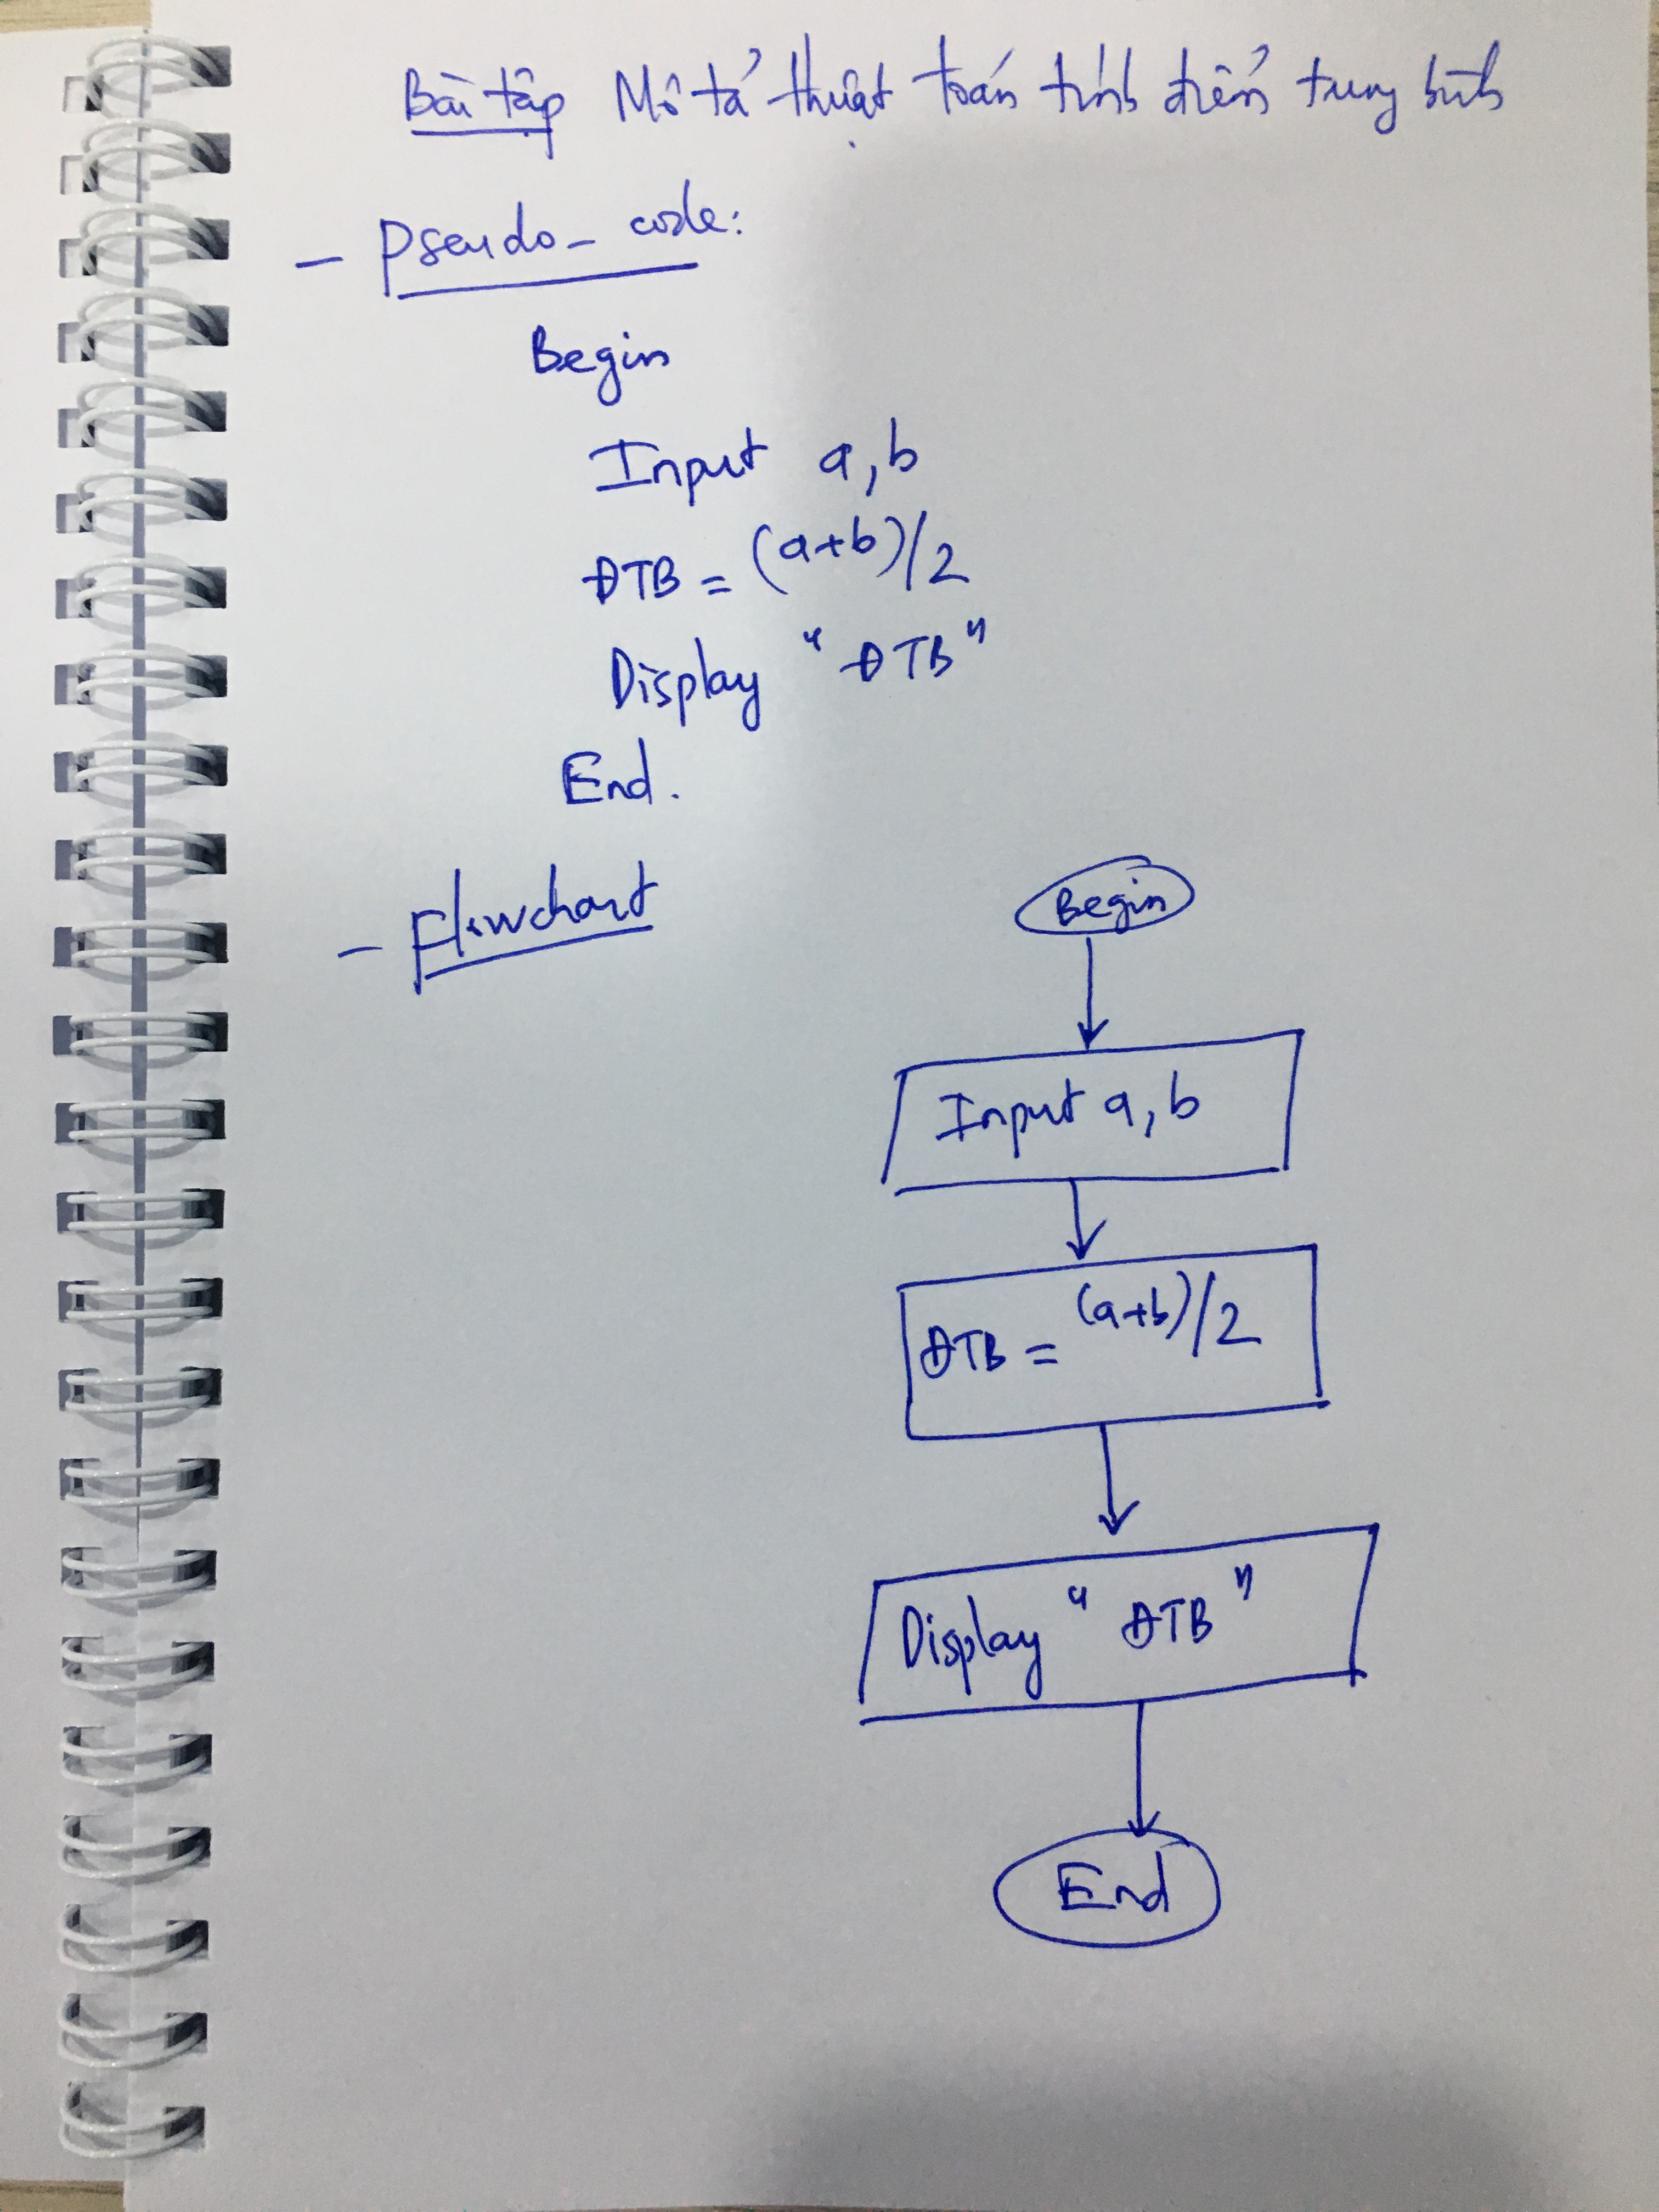 Bài tập Mô tả thuật toán tính điểm trung bình
- Pseudo - code:
Begin
Input a, b
ĐTB = (a+b)/2
Display "ĐTB"
End.
- Flowchart
Begin
Input a, b
ĐTB = (a+b)/2
Display "ĐTB"
End